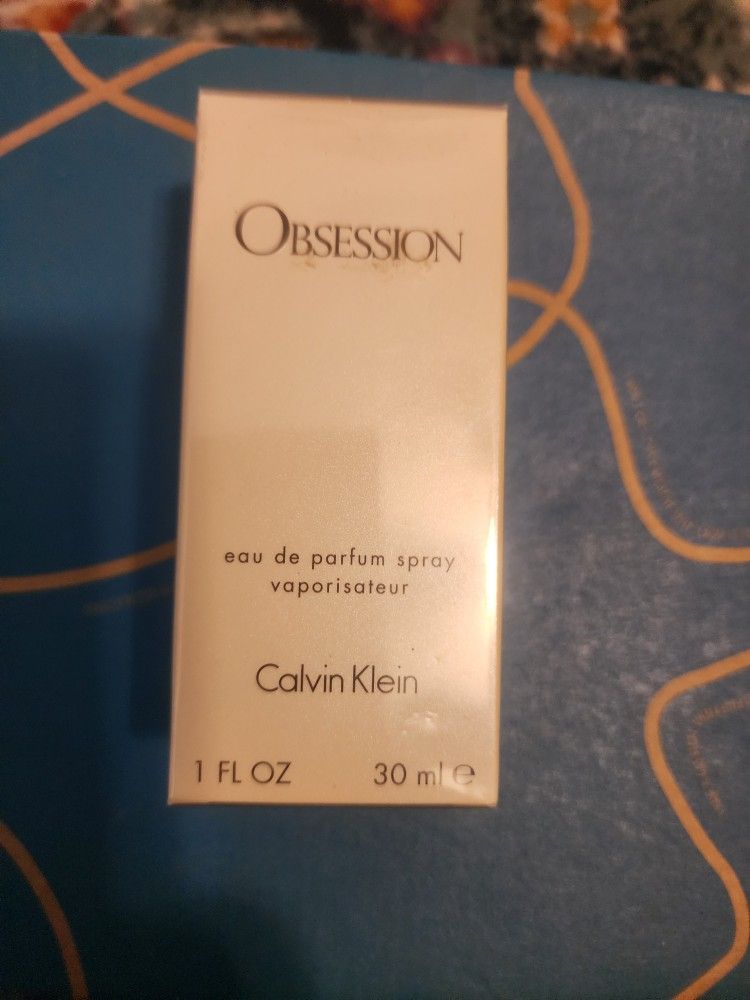 OBSESSION
eau de parfum spray
vaporisateur
Calvin Klein
1 FL OZ 30 ml ℮